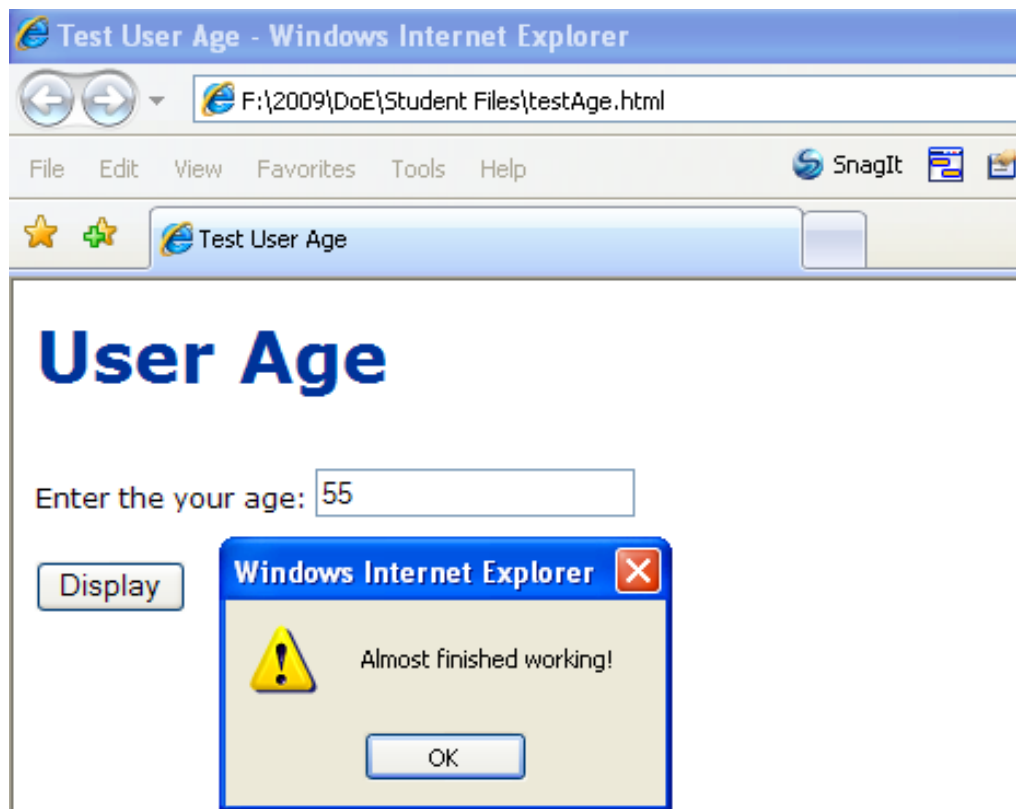 Test User Age - Windows Internet Explorer
F:\2009\DoE\Student Files\testAge.html
File Edit View Favorites Tools Help SnagIt
Test User Age
User Age
Enter the your age: 55
Display
Windows Internet Explorer
Almost finished working!
OK